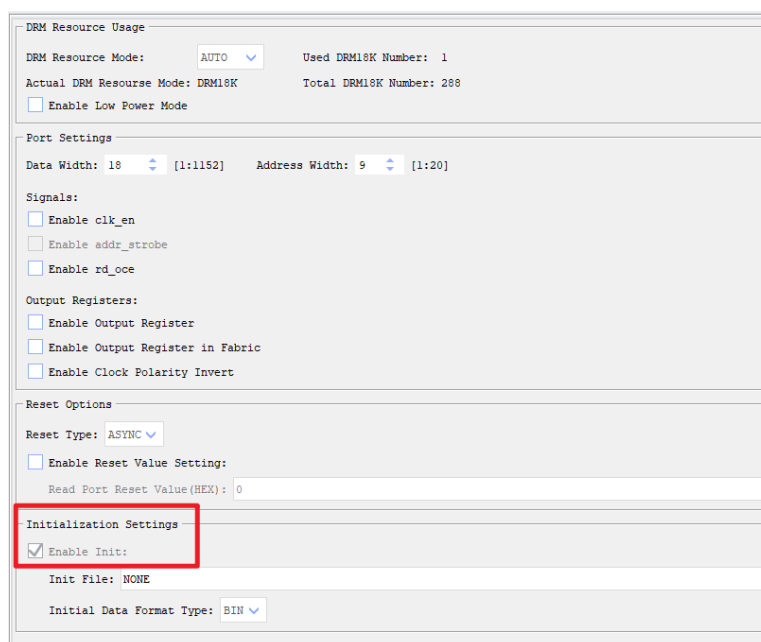 DRM Resource Usage
DRM Resource Mode: AUTO Used DRM18K Number: 1
Actual DRM Resourse Mode: DRM18K Total DRM18K Number: 288
Enable Low Power Mode
Port Settings
Data Width: 18 [1:1152] Address Width: 9 [1:20]
Signals:
Enable clk_en
Enable addr_strobe
Enable rd_oce
Output Registers:
Enable Output Register
Enable Output Register in Fabric
Enable Clock Polarity Invert
Reset Options
Reset Type: ASYNC
Enable Reset Value Setting:
Read Port Reset Value(HEX): 0
Initialization Settings
Enable Init:
Init File: NONE
Initial Data Format Type: BIN